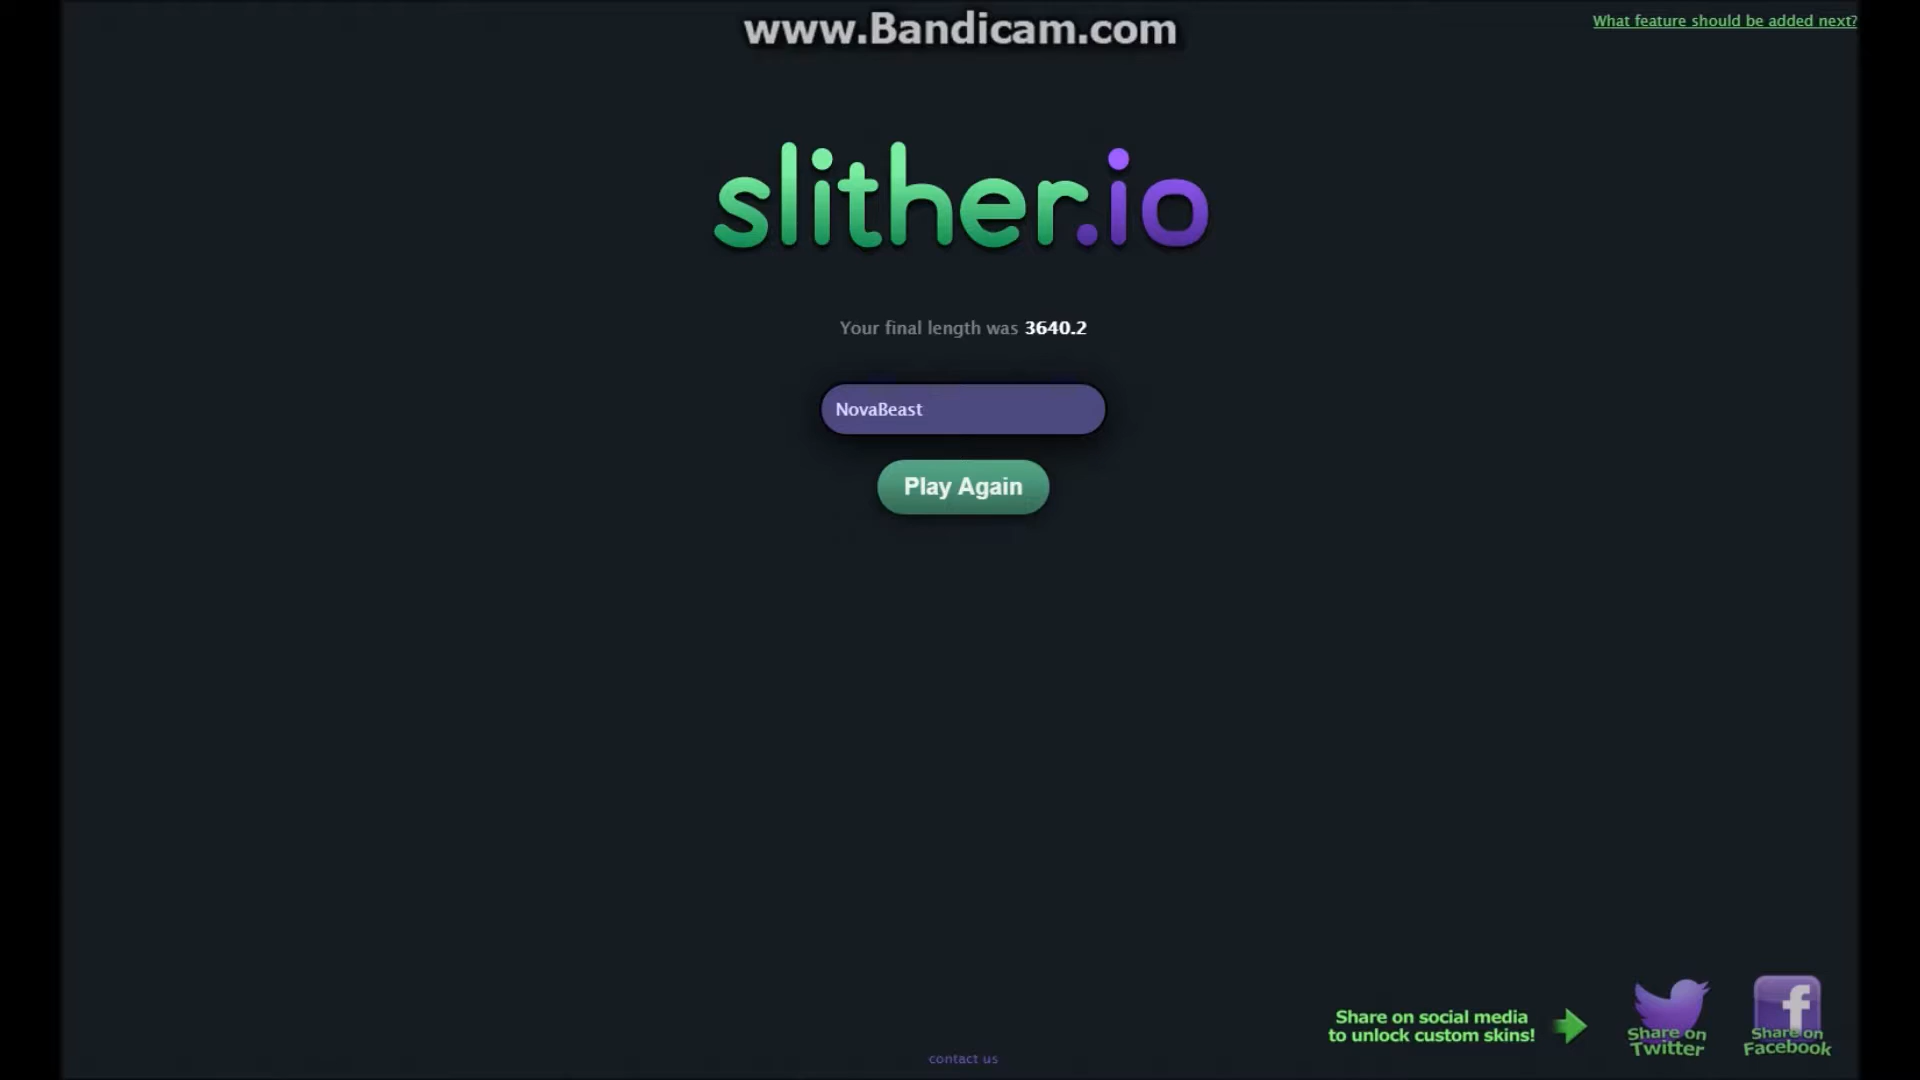 www.Bandicam.com
What feature should be added next?
slither.io
Your final length was 3640.2
NovaBeast
Play Again
Share on social media
to unlock custom skins!
Share on
Twitter
Share on
Facebook
contact us